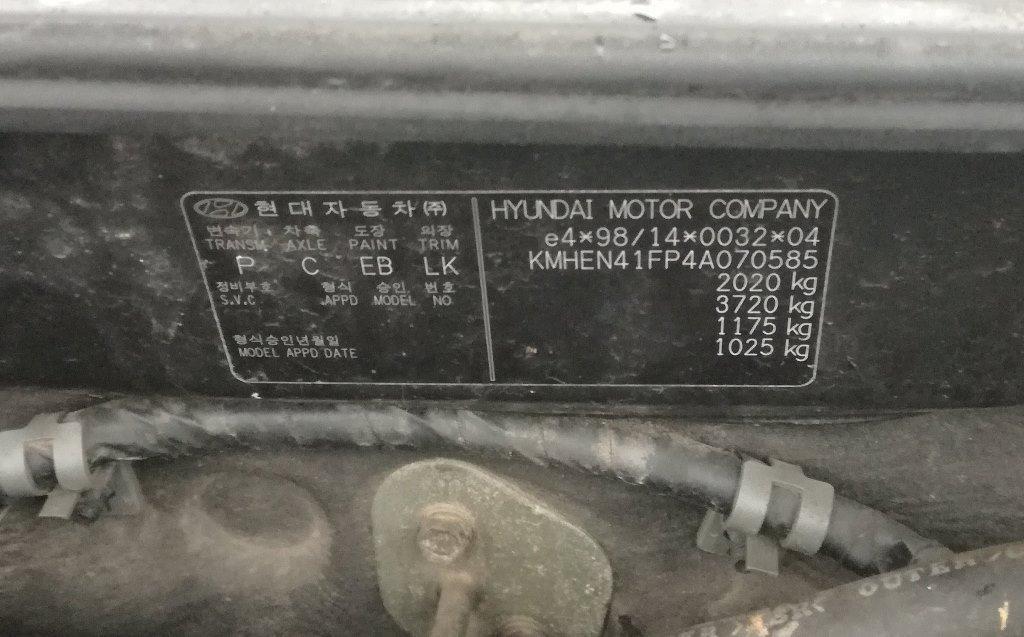 현대자동차㈜
변속기 차축 도장 의장
TRANSM. AXLE PAINT TRIM
P C EB LK
정비부호 형식 승인 번호
S.V.C APPD MODEL NO
형식승인년월일
MODEL APPD DATE
HYUNDAI MOTOR COMPANY
e4*98/14*0032*04
KMHEN41FP4A070585
2020 kg
3720 kg
1175 kg
1025 kg
OUTER